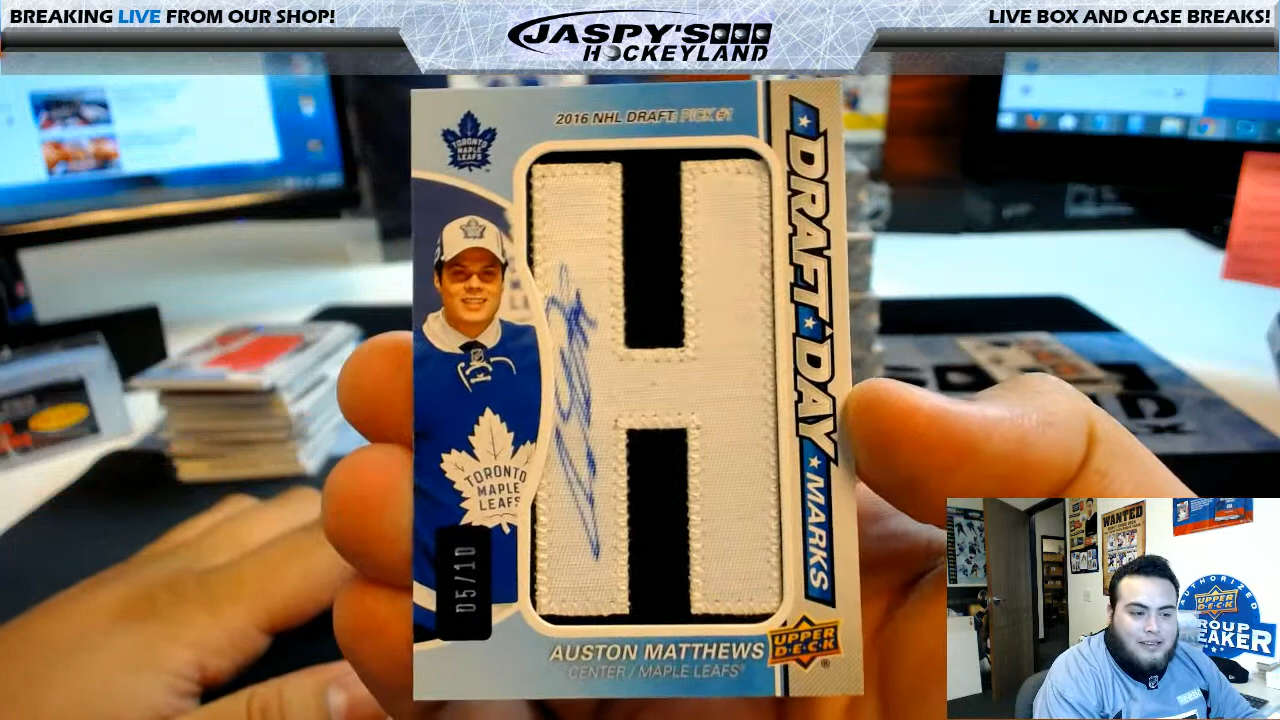 BREAKING LIVE FROM OUR SHOP!
JASPY'S
HOCKEYLAND
LIVE BOX AND CASE BREAKS!
2016 NHL DRAFT PICK #1
TORONTO
MAPLE
LEAFS
H
DRAFT DAY MARKS
TORONTO
MAPLE
LEAFS
05/10
AUSTON MATTHEWS
CENTER / MAPLE LEAFS®
UPPER
DECK
WANTED
AUTHORIZED
UPPER
DECK